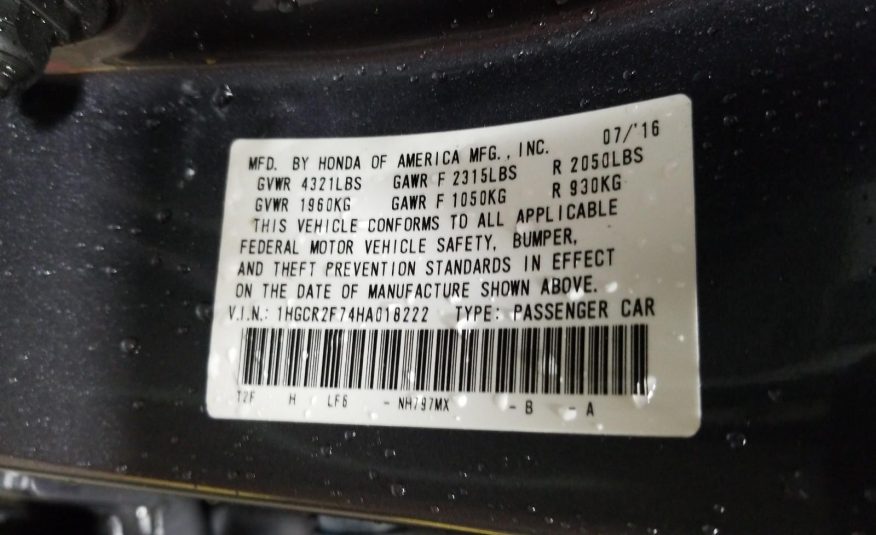 07/'16
MFD. BY HONDA OF AMERICA MFG., INC.
GVWR 4321LBS GAWR F 2315LBS R 2050LBS
GVWR 1960KG GAWR F 1050KG R 930KG
THIS VEHICLE CONFORMS TO ALL APPLICABLE
FEDERAL MOTOR VEHICLE SAFETY, BUMPER,
AND THEFT PREVENTION STANDARDS IN EFFECT
ON THE DATE OF MANUFACTURE SHOWN ABOVE.
V.I.N.: 1HGCR2F74HA018222 TYPE: PASSENGER CAR
T2F H LF6 - NH797MX - B - A